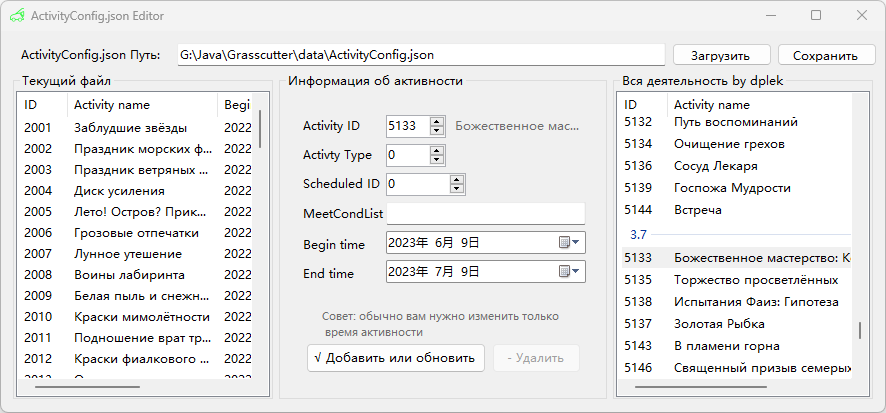 ActivityConfig.json Editor
ActivityConfig.json Путь: G:\Java\Grasscutter\data\ActivityConfig.json Загрузить Сохранить
Текущий файл
ID Activity name Begi
2001 Заблудшие звёзды 2022
2002 Праздник морских ф... 2022
2003 Праздник ветряных ... 2022
2004 Диск усиления 2022
2005 Лето! Остров? Прик... 2022
2006 Грозовые отпечатки 2022
2007 Лунное утешение 2022
2008 Воины лабиринта 2022
2009 Белая пыль и снежн... 2022
2010 Краски мимолётности 2022
2011 Подношение врат тр... 2022
2012 Краски фиалкового ... 2022
Информация об активности
Activity ID 5133 Божественное мас...
Activty Type 0
Scheduled ID 0
MeetCondList
Begin time 2023年 6月 9日
End time 2023年 7月 9日
Совет: обычно вам нужно изменить только
время активности
√ Добавить или обновить - Удалить
Вся деятельность by dplek
ID Activity name
5132 Путь воспоминаний
5134 Очищение грехов
5136 Сосуд Лекаря
5139 Госпожа Мудрости
5144 Встреча
3.7
5133 Божественное мастерство:
5135 Торжество просветлённых
5138 Испытания Фаиз: Гипотеза
5137 Золотая Рыбка
5143 В пламени горна
5146 Священный призыв семерых